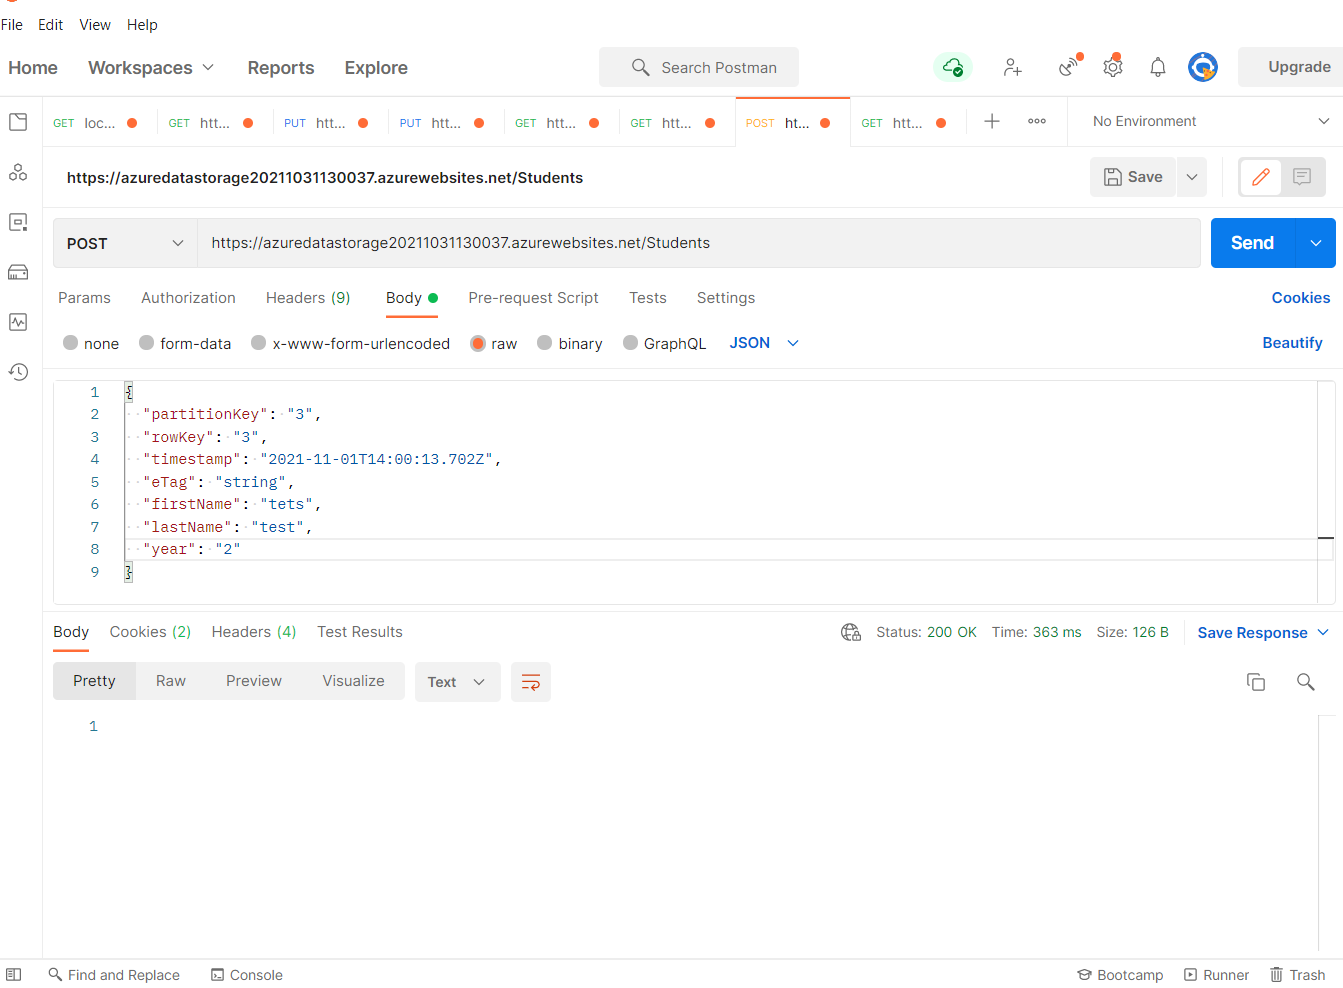 File Edit View Help
Home Workspaces Reports Explore Search Postman Upgrade
GET loc... GET htt... PUT htt... PUT htt... GET htt... GET htt... POST ht... GET htt... No Environment
https://azuredatastorage20211031130037.azurewebsites.net/Students Save
POST https://azuredatastorage20211031130037.azurewebsites.net/Students Send
Params Authorization Headers (9) Body Pre-request Script Tests Settings Cookies
none form-data x-www-form-urlencoded raw binary GraphQL JSON Beautify
1 {
2 "partitionKey": "3",
3 "rowKey": "3",
4 "timestamp": "2021-11-01T14:00:13.702Z",
5 "eTag": "string",
6 "firstName": "tets",
7 "lastName": "test",
8 "year": "2"
9 }
Body Cookies (2) Headers (4) Test Results Status: 200 OK Time: 363 ms Size: 126 B Save Response
Pretty Raw Preview Visualize Text
1
Find and Replace Console Bootcamp Runner Trash